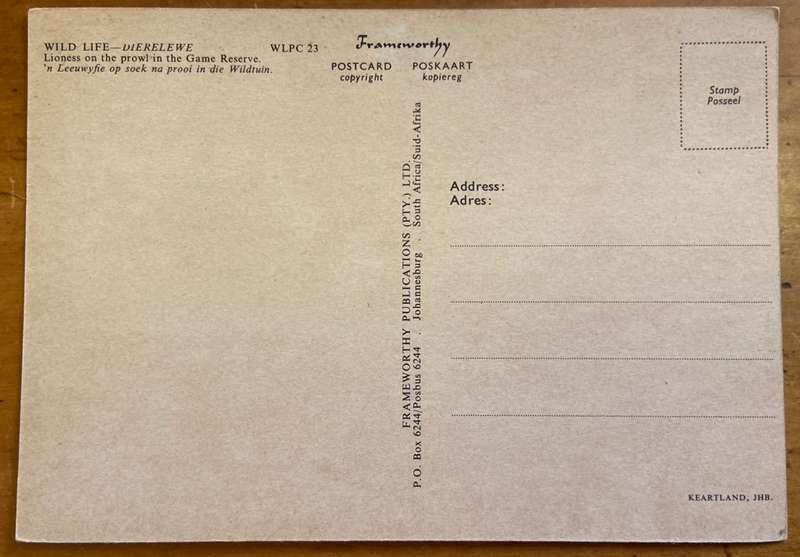 WILD LIFE—DIERELEWE WLPC 23
Lioness on the prowl in the Game Reserve.
'n Leeuwyfie op soek na prooi in die Wildtuin.
Frameworthy
POSTCARD POSKAART
copyright kopiereg
Stamp
Posseël
FRAMEWORTHY PUBLICATIONS (PTY.) LTD.
P.O. Box 6244/Posbus 6244 . Johannesburg . South Africa/Suid-Afrika
Address:
Adres:
KEARTLAND, JHB.